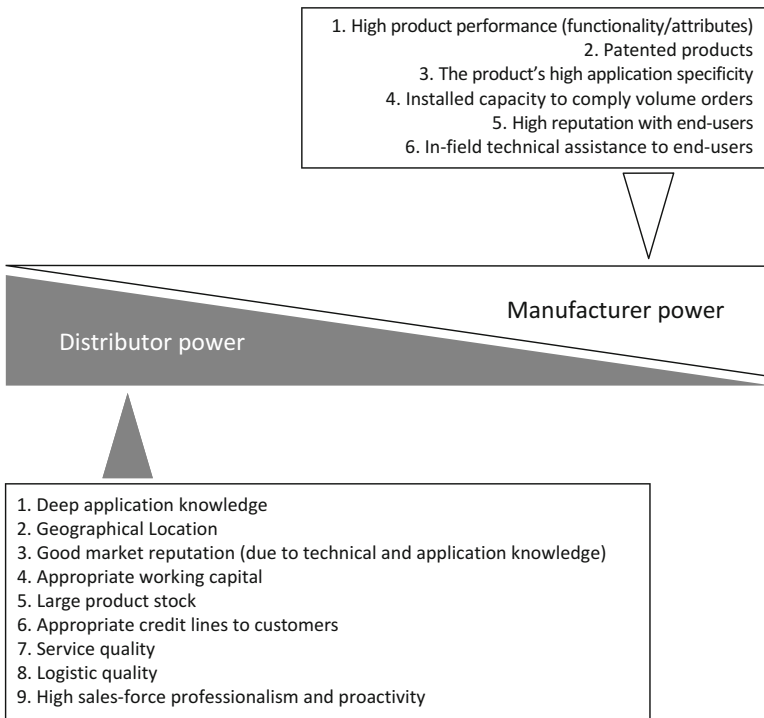 1. High product performance (functionality/attributes)
2. Patented products
3. The product's high application specificity
4. Installed capacity to comply volume orders
5. High reputation with end-users
6. In-field technical assistance to end-users
Manufacturer power
Distributor power
1. Deep application knowledge
2. Geographical Location
3. Good market reputation (due to technical and application knowledge)
4. Appropriate working capital
5. Large product stock
6. Appropriate credit lines to customers
7. Service quality
8. Logistic quality
9. High sales-force professionalism and proactivity